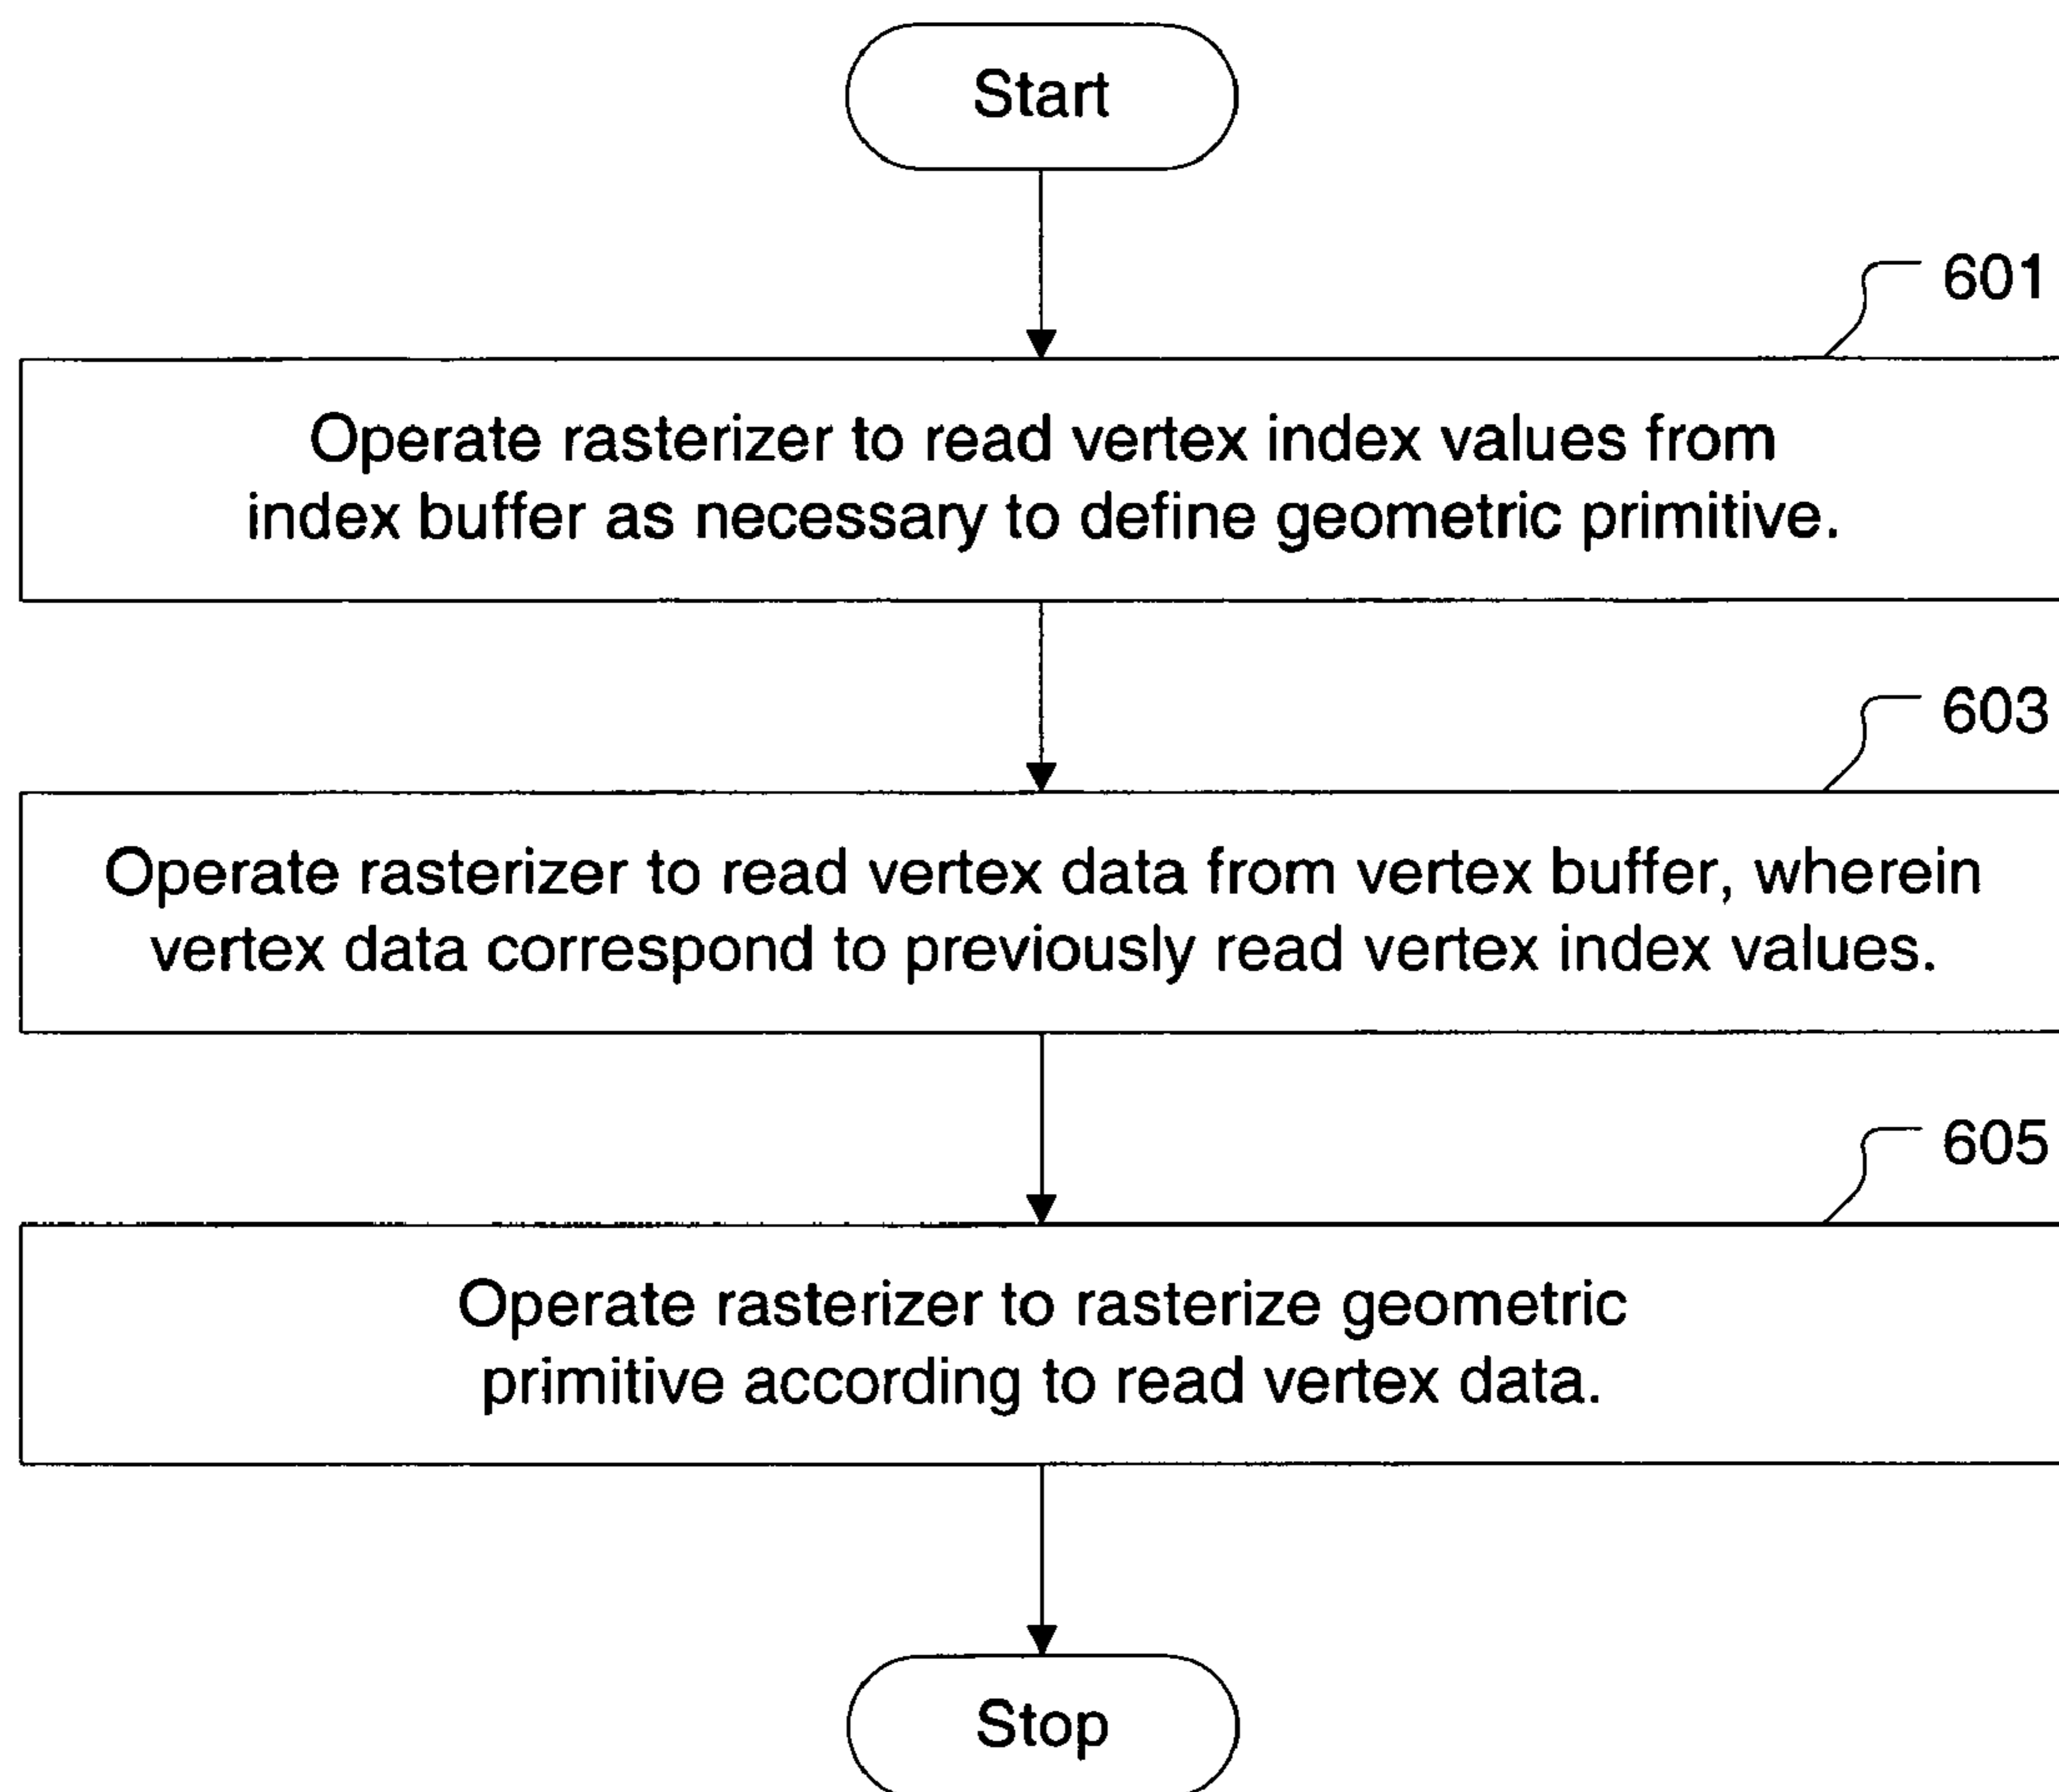 Start
601
Operate rasterizer to read vertex index values from
index buffer as necessary to define geometric primitive.
603
Operate rasterizer to read vertex data from vertex buffer, wherein
vertex data correspond to previously read vertex index values.
605
Operate rasterizer to rasterize geometric
primitive according to read vertex data.
Stop